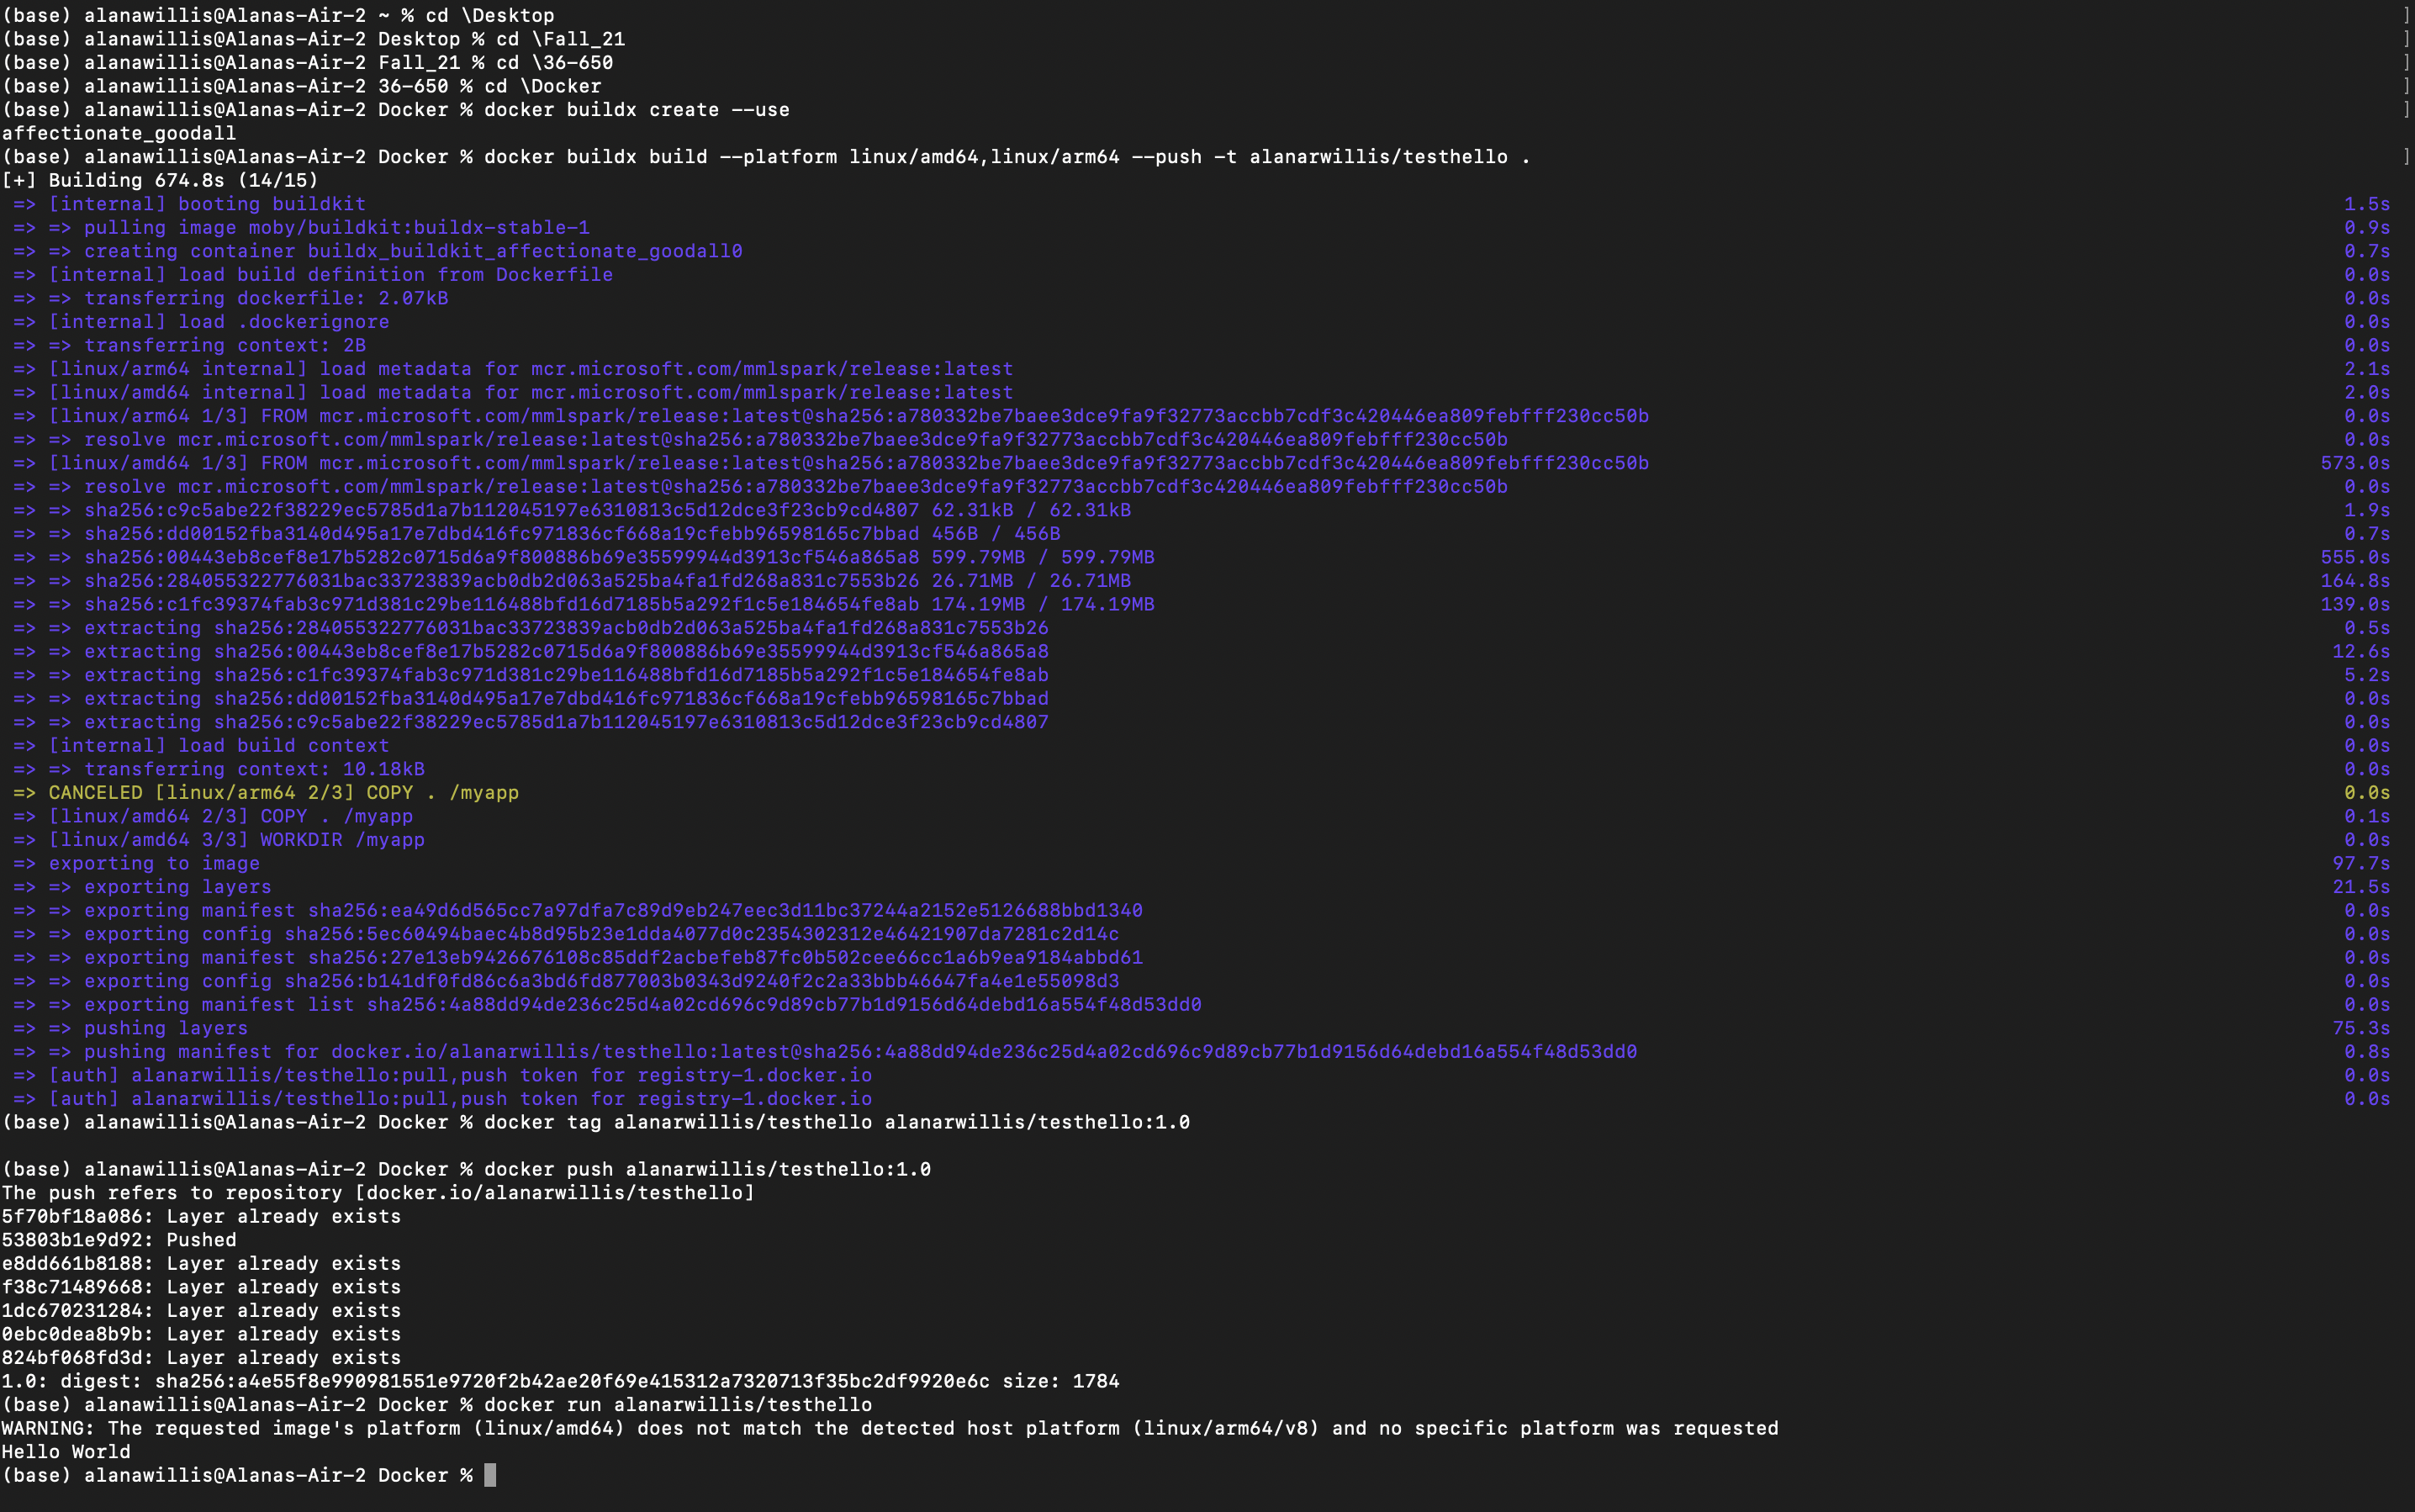 (base) alanawillis@Alanas-Air-2 ~ % cd \Desktop ]
(base) alanawillis@Alanas-Air-2 Desktop % cd \Fall_21 ]
(base) alanawillis@Alanas-Air-2 Fall_21 % cd \36-650 ]
(base) alanawillis@Alanas-Air-2 36-650 % cd \Docker ]
(base) alanawillis@Alanas-Air-2 Docker % docker buildx create --use ]
affectionate_goodall
(base) alanawillis@Alanas-Air-2 Docker % docker buildx build --platform linux/amd64,linux/arm64 --push -t alanarwillis/testhello . ]
[+] Building 674.8s (14/15)
=> [internal] booting buildkit 1.5s
=> => pulling image moby/buildkit:buildx-stable-1 0.9s
=> => creating container buildx_buildkit_affectionate_goodall0 0.7s
=> [internal] load build definition from Dockerfile 0.0s
=> => transferring dockerfile: 2.07kB 0.0s
=> [internal] load .dockerignore 0.0s
=> => transferring context: 2B 0.0s
=> [linux/arm64 internal] load metadata for mcr.microsoft.com/mmlspark/release:latest 2.1s
=> [linux/amd64 internal] load metadata for mcr.microsoft.com/mmlspark/release:latest 2.0s
=> [linux/arm64 1/3] FROM mcr.microsoft.com/mmlspark/release:latest@sha256:a780332be7baee3dce9fa9f32773accbb7cdf3c420446ea809febfff230cc50b 0.0s
=> => resolve mcr.microsoft.com/mmlspark/release:latest@sha256:a780332be7baee3dce9fa9f32773accbb7cdf3c420446ea809febfff230cc50b 0.0s
=> [linux/amd64 1/3] FROM mcr.microsoft.com/mmlspark/release:latest@sha256:a780332be7baee3dce9fa9f32773accbb7cdf3c420446ea809febfff230cc50b 573.0s
=> => resolve mcr.microsoft.com/mmlspark/release:latest@sha256:a780332be7baee3dce9fa9f32773accbb7cdf3c420446ea809febfff230cc50b 0.0s
=> => sha256:c9c5abe22f38229ec5785d1a7b112045197e6310813c5d12dce3f23cb9cd4807 62.31kB / 62.31kB 1.9s
=> => sha256:dd00152fba3140d495a17e7dbd416fc971836cf668a19cfebb96598165c7bbad 456B / 456B 0.7s
=> => sha256:00443eb8cef8e17b5282c0715d6a9f800886b69e35599944d3913cf546a865a8 599.79MB / 599.79MB 555.0s
=> => sha256:284055322776031bac33723839acb0db2d063a525ba4fa1fd268a831c7553b26 26.71MB / 26.71MB 164.8s
=> => sha256:c1fc39374fab3c971d381c29be116488bfd16d7185b5a292f1c5e184654fe8ab 174.19MB / 174.19MB 139.0s
=> => extracting sha256:284055322776031bac33723839acb0db2d063a525ba4fa1fd268a831c7553b26 0.5s
=> => extracting sha256:00443eb8cef8e17b5282c0715d6a9f800886b69e35599944d3913cf546a865a8 12.6s
=> => extracting sha256:c1fc39374fab3c971d381c29be116488bfd16d7185b5a292f1c5e184654fe8ab 5.2s
=> => extracting sha256:dd00152fba3140d495a17e7dbd416fc971836cf668a19cfebb96598165c7bbad 0.0s
=> => extracting sha256:c9c5abe22f38229ec5785d1a7b112045197e6310813c5d12dce3f23cb9cd4807 0.0s
=> [internal] load build context 0.0s
=> => transferring context: 10.18kB 0.0s
=> CANCELED [linux/arm64 2/3] COPY . /myapp 0.0s
=> [linux/amd64 2/3] COPY . /myapp 0.1s
=> [linux/amd64 3/3] WORKDIR /myapp 0.0s
=> exporting to image 97.7s
=> => exporting layers 21.5s
=> => exporting manifest sha256:ea49d6d565cc7a97dfa7c89d9eb247eec3d11bc37244a2152e5126688bbd1340 0.0s
=> => exporting config sha256:5ec60494baec4b8d95b23e1dda4077d0c2354302312e46421907da7281c2d14c 0.0s
=> => exporting manifest sha256:27e13eb9426676108c85ddf2acbefeb87fc0b502cee66cc1a6b9ea9184abbd61 0.0s
=> => exporting config sha256:b141df0fd86c6a3bd6fd877003b0343d9240f2c2a33bbb46647fa4e1e55098d3 0.0s
=> => exporting manifest list sha256:4a88dd94de236c25d4a02cd696c9d89cb77b1d9156d64debd16a554f48d53dd0 0.0s
=> => pushing layers 75.3s
=> => pushing manifest for docker.io/alanarwillis/testhello:latest@sha256:4a88dd94de236c25d4a02cd696c9d89cb77b1d9156d64debd16a554f48d53dd0 0.8s
=> [auth] alanarwillis/testhello:pull,push token for registry-1.docker.io 0.0s
=> [auth] alanarwillis/testhello:pull,push token for registry-1.docker.io 0.0s
(base) alanawillis@Alanas-Air-2 Docker % docker tag alanarwillis/testhello alanarwillis/testhello:1.0
(base) alanawillis@Alanas-Air-2 Docker % docker push alanarwillis/testhello:1.0
The push refers to repository [docker.io/alanarwillis/testhello]
5f70bf18a086: Layer already exists
53803b1e9d92: Pushed
e8dd661b8188: Layer already exists
f38c71489668: Layer already exists
1dc670231284: Layer already exists
0ebc0dea8b9b: Layer already exists
824bf068fd3d: Layer already exists
1.0: digest: sha256:a4e55f8e990981551e9720f2b42ae20f69e415312a7320713f35bc2df9920e6c size: 1784
(base) alanawillis@Alanas-Air-2 Docker % docker run alanarwillis/testhello
WARNING: The requested image's platform (linux/amd64) does not match the detected host platform (linux/arm64/v8) and no specific platform was requested
Hello World
(base) alanawillis@Alanas-Air-2 Docker %